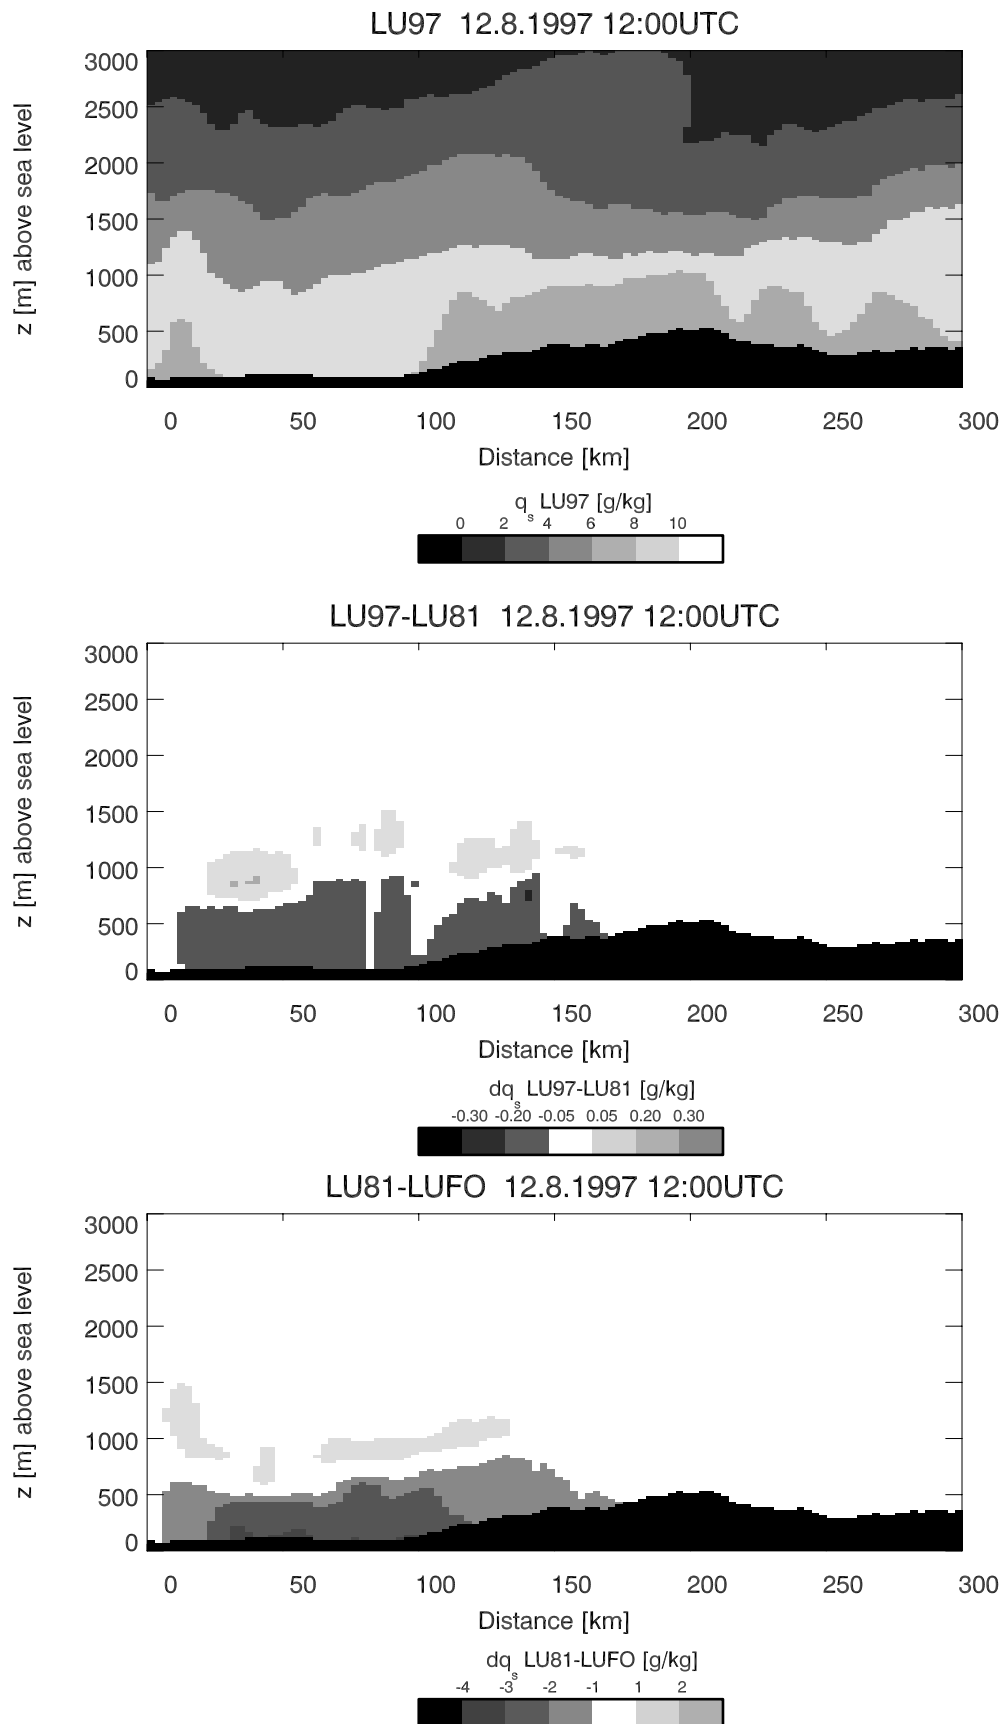 LU97 12.8.1997 12:00UTC
3000
2500
2000
1500
1000
500
0
z [m] above sea level
0 50 100 150 200 250 300
Distance [km]
qs LU97 [g/kg]
0 2 4 6 8 10
LU97-LU81 12.8.1997 12:00UTC
3000
2500
2000
1500
1000
500
0
z [m] above sea level
0 50 100 150 200 250 300
Distance [km]
dqs LU97-LU81 [g/kg]
-0.30 -0.20 -0.05 0.05 0.20 0.30
LU81-LUFO 12.8.1997 12:00UTC
3000
2500
2000
1500
1000
500
0
z [m] above sea level
0 50 100 150 200 250 300
Distance [km]
dqs LU81-LUFO [g/kg]
-4 -3 -2 -1 1 2